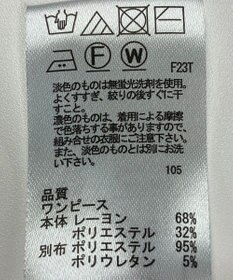 F W F23T
淡色のものは無蛍光洗剤を使用。
よくすすぎ、絞りの後すぐに干
すこと。
濃色のものは、着用による摩擦
で色落ちする事がありますので、
組み合せの衣服にご注意下さい。
また、淡色のものとは別にお洗
い下さい。
105
品質
ワンピース
本体 レーヨン 68%
ポリエステル 32%
別布 ポリエステル 95%
ポリウレタン 5%